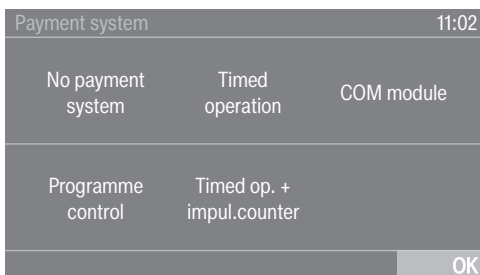 Payment system 11:02
No payment
system
Timed
operation
COM module
Programme
control
Timed op. +
impul.counter
OK